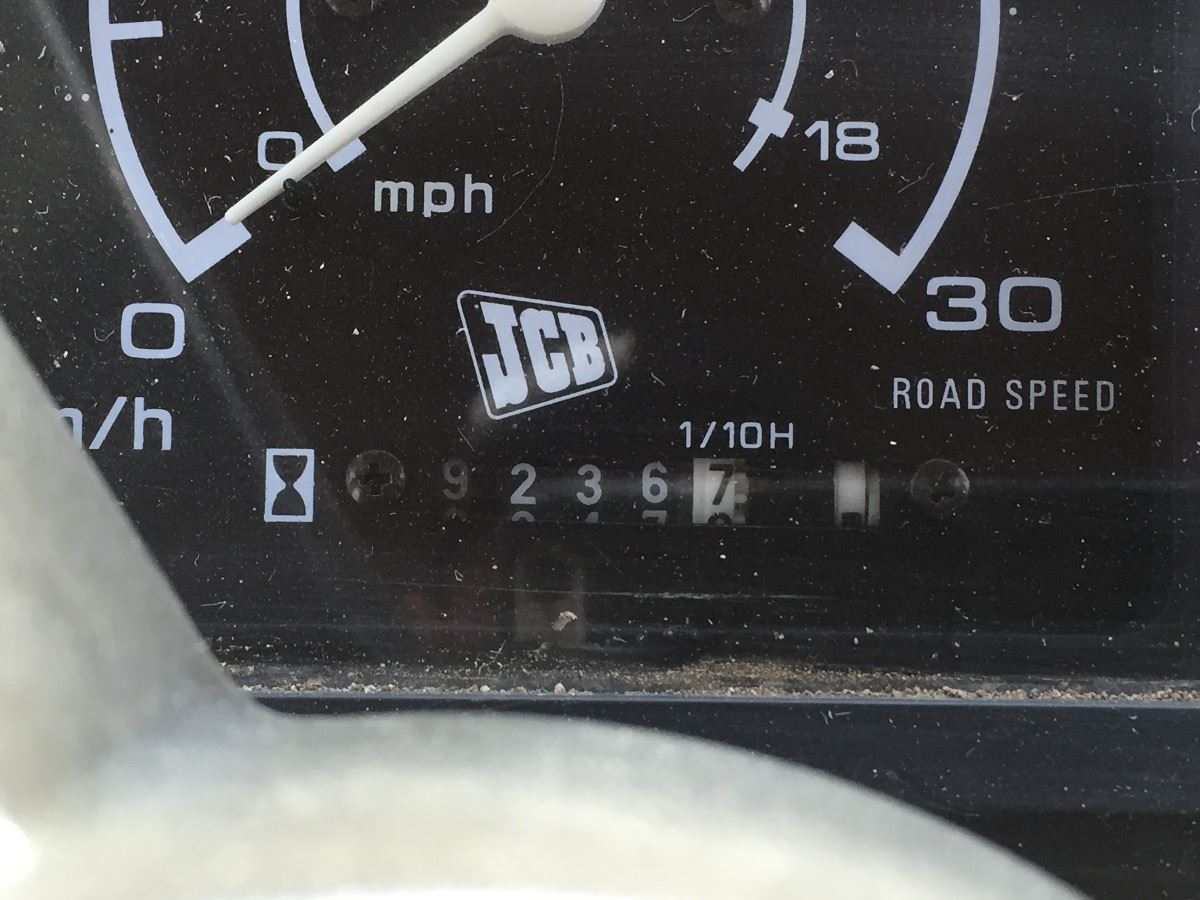 0
18
mph
0
30
JCB
ROAD SPEED
/h
1/10H
9 2 3 6 7